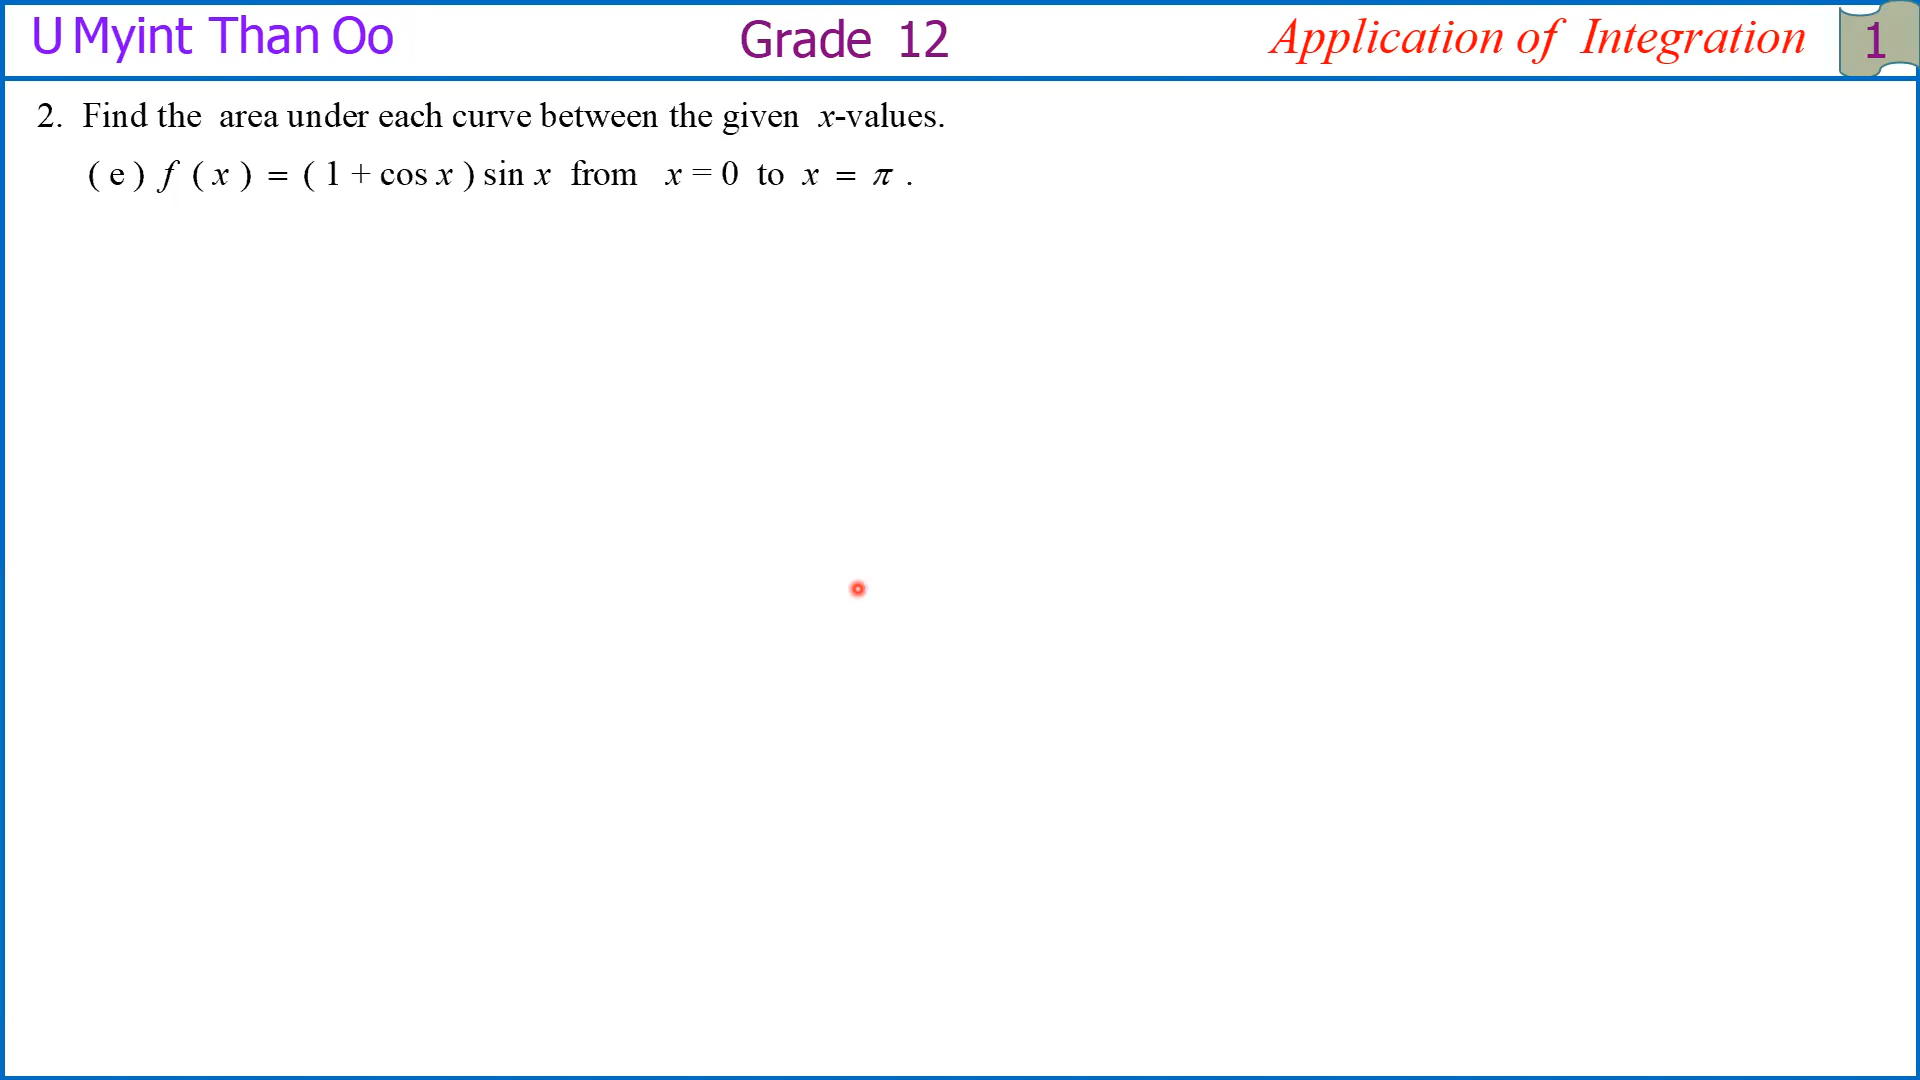 U Myint Than Oo Grade 12 Application of Integration 1
2. Find the area under each curve between the given x-values.
( e ) f ( x ) = ( 1 + cos x ) sin x from x = 0 to x = π .